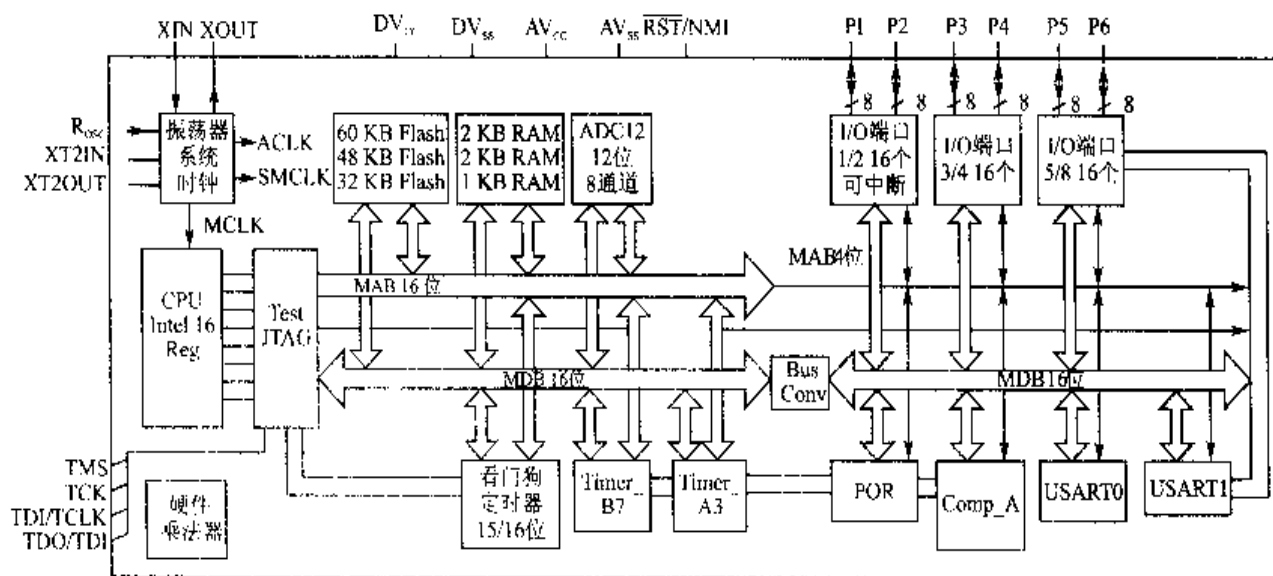 XIN XOUT
DVcc
DVss
AVcc
AVss
RST/NMI
P1
P2
P3
P4
P5
P6
8
8
8
8
8
8
Rosc
XT2IN
XT2OUT
振荡器
系统
时钟
ACLK
SMCLK
MCLK
60 KB Flash
48 KB Flash
32 KB Flash
2 KB RAM
2 KB RAM
1 KB RAM
ADC12
12位
8通道
I/O端口
1/2 16个
可中断
I/O端口
3/4 16个
I/O端口
5/8 16个
CPU
Intel 16
Reg
Test
JTAG
MAB 16 位
MAB4位
MDB 16位
Bus
Conv
MDB 16位
TMS
TCK
TDI/TCLK
TDO/TDI
硬件
乘法器
看门狗
定时器
15/16位
Timer_
B7
Timer_
A3
POR
Comp_A
USART0
USART1